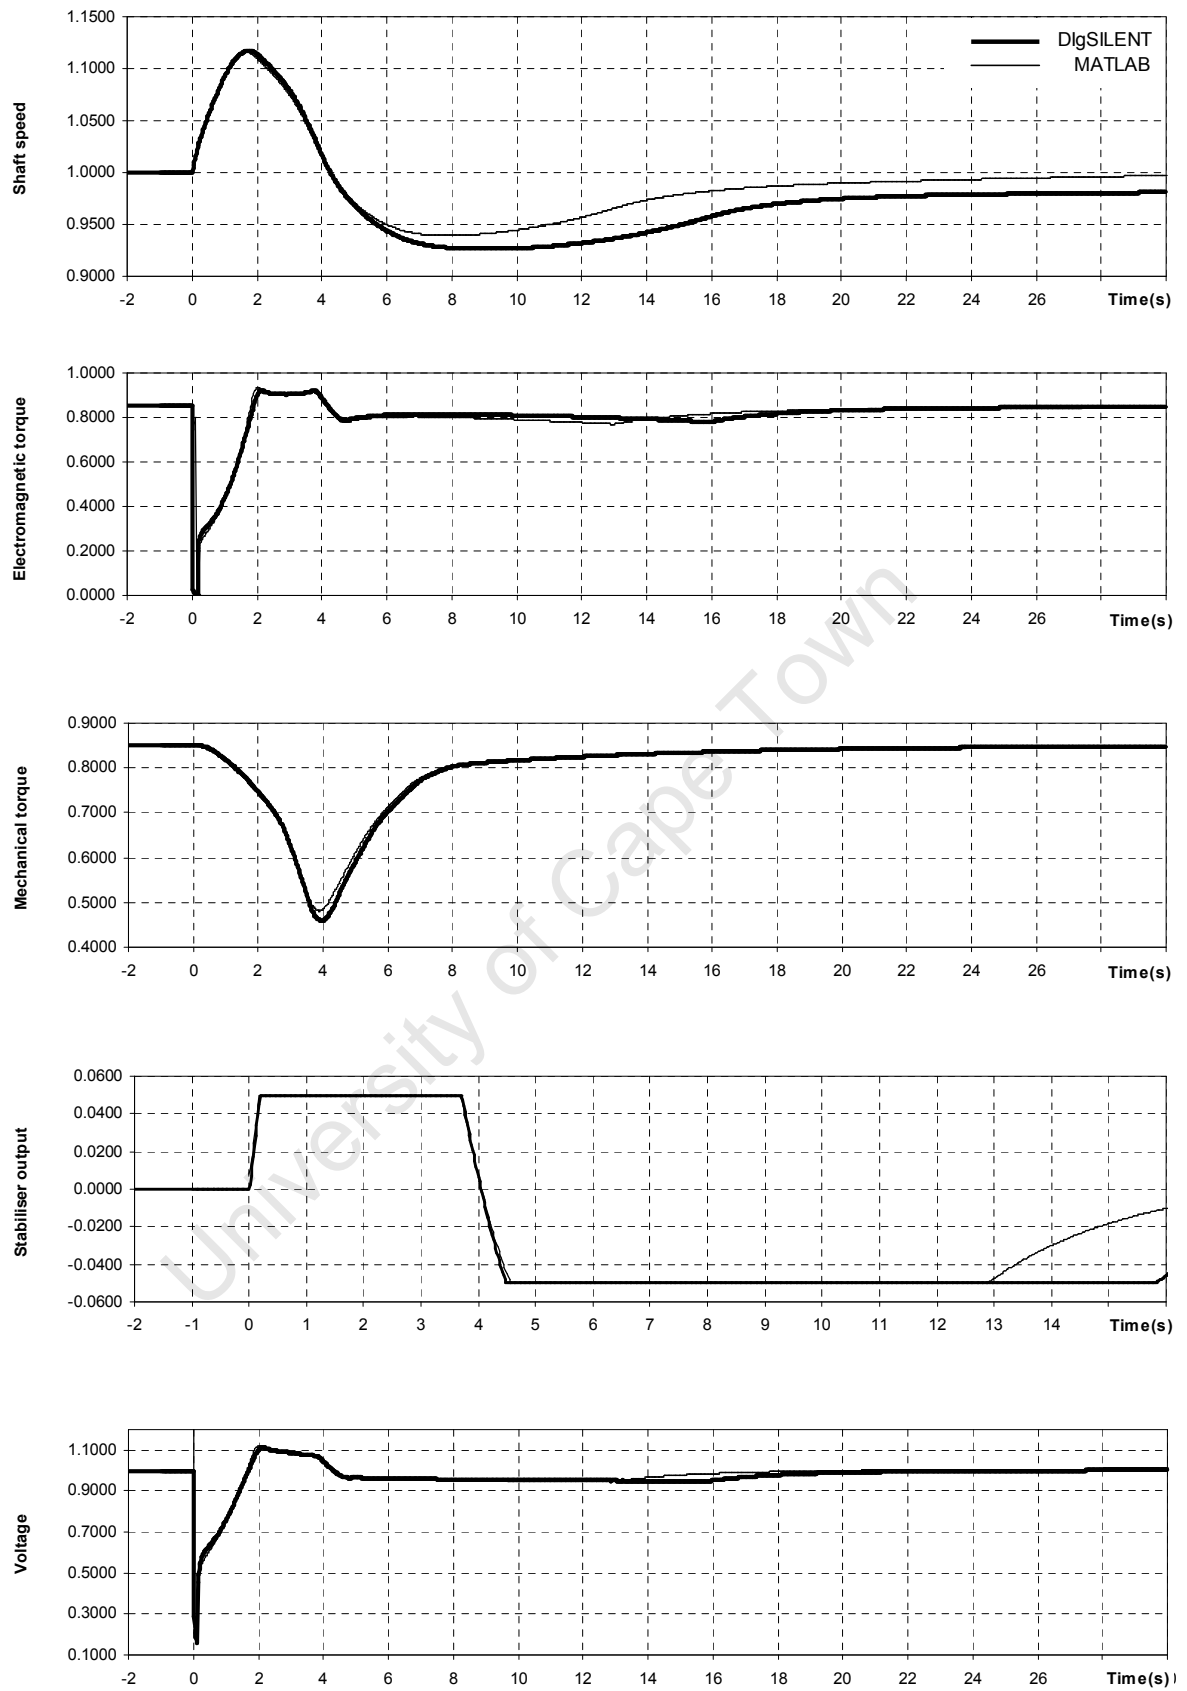 1.1500
DIgSILENT
MATLAB
1.1000
1.0500
1.0000
0.9500
0.9000
Shaft speed
-2 0 2 4 6 8 10 12 14 16 18 20 22 24 26 Time(s)
1.0000
0.8000
0.6000
0.4000
0.2000
0.0000
Electromagnetic torque
-2 0 2 4 6 8 10 12 14 16 18 20 22 24 26 Time(s)
0.9000
0.8000
0.7000
0.6000
0.5000
0.4000
Mechanical torque
-2 0 2 4 6 8 10 12 14 16 18 20 22 24 26 Time(s)
0.0600
0.0400
0.0200
0.0000
-0.0200
-0.0400
-0.0600
Stabiliser output
-2 -1 0 1 2 3 4 5 6 7 8 9 10 11 12 13 14 Time(s)
1.1000
0.9000
0.7000
0.5000
0.3000
0.1000
Voltage
-2 0 2 4 6 8 10 12 14 16 18 20 22 24 26 Time(s)
University of Cape Town